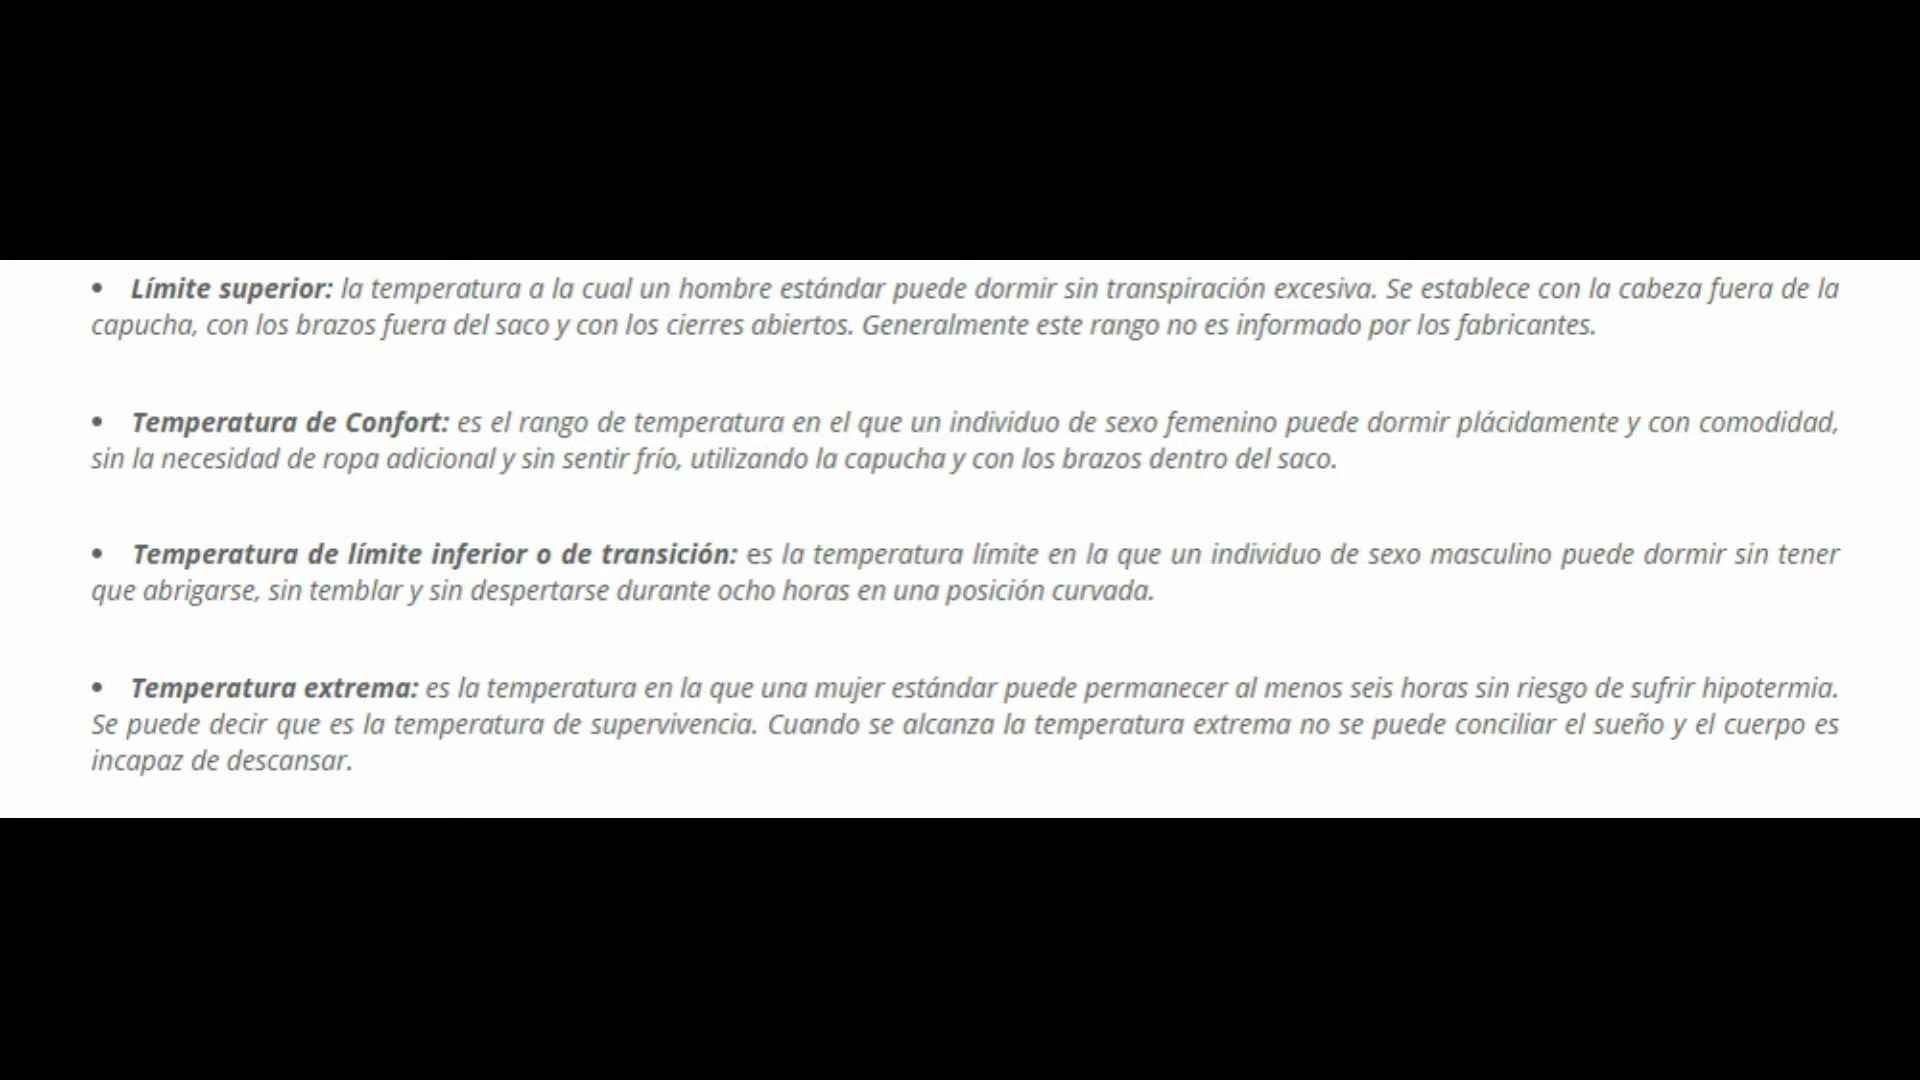 • Límite superior: la temperatura a la cual un hombre estándar puede dormir sin transpiración excesiva. Se establece con la cabeza fuera de la
capucha, con los brazos fuera del saco y con los cierres abiertos. Generalmente este rango no es informado por los fabricantes.
• Temperatura de Confort: es el rango de temperatura en el que un individuo de sexo femenino puede dormir plácidamente y con comodidad,
sin la necesidad de ropa adicional y sin sentir frío, utilizando la capucha y con los brazos dentro del saco.
• Temperatura de límite inferior o de transición: es la temperatura límite en la que un individuo de sexo masculino puede dormir sin tener
que abrigarse, sin temblar y sin despertarse durante ocho horas en una posición curvada.
• Temperatura extrema: es la temperatura en la que una mujer estándar puede permanecer al menos seis horas sin riesgo de sufrir hipotermia.
Se puede decir que es la temperatura de supervivencia. Cuando se alcanza la temperatura extrema no se puede conciliar el sueño y el cuerpo es
incapaz de descansar.